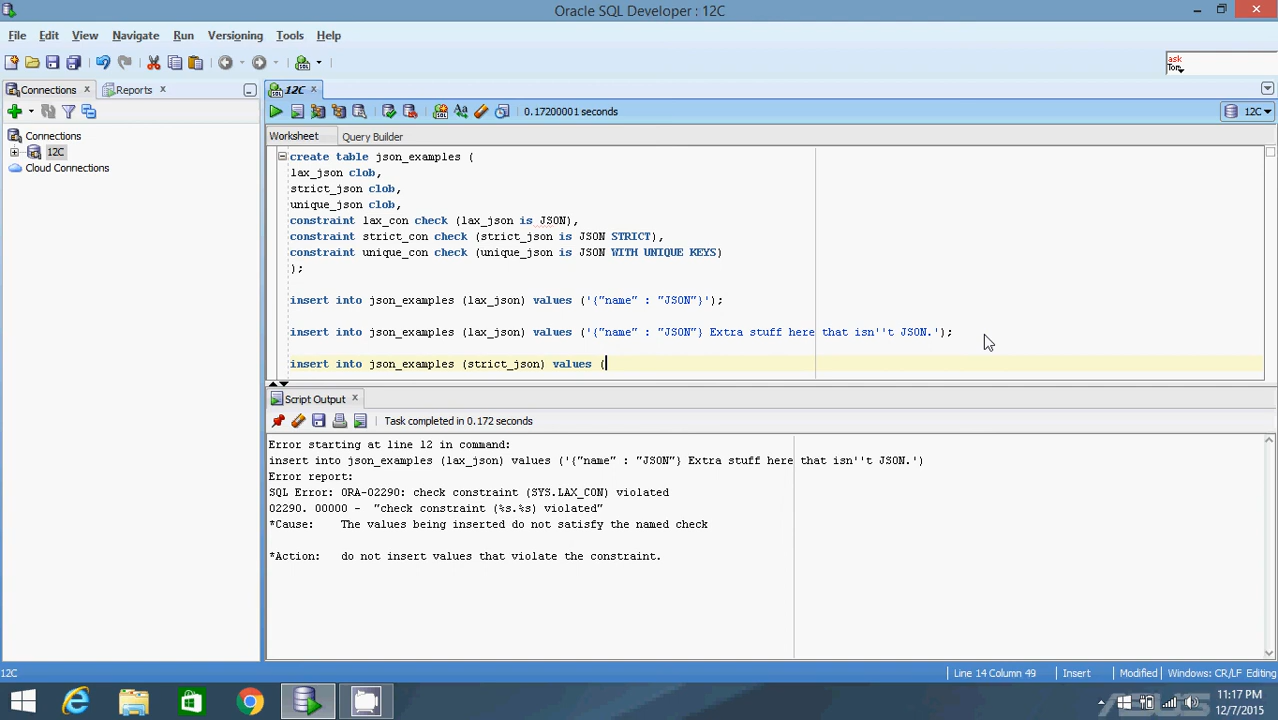 Oracle SQL Developer : 12C
File Edit View Navigate Run Versioning Tools Help
ask
Tom
Connections Reports
12C
0.17200001 seconds
12C
Worksheet Query Builder
Connections
12C
Cloud Connections
create table json_examples (
lax_json clob,
strict_json clob,
unique_json clob,
constraint lax_con check (lax_json is JSON),
constraint strict_con check (strict_json is JSON STRICT),
constraint unique_con check (unique_json is JSON WITH UNIQUE KEYS)
);
insert into json_examples (lax_json) values ('{"name" : "JSON"}');
insert into json_examples (lax_json) values ('{"name" : "JSON"} Extra stuff here that isn''t JSON.');
insert into json_examples (strict_json) values (
Script Output
Task completed in 0.172 seconds
Error starting at line 12 in command:
insert into json_examples (lax_json) values ('{"name" : "JSON"} Extra stuff here that isn''t JSON.')
Error report:
SQL Error: ORA-02290: check constraint (SYS.LAX_CON) violated
02290. 00000 - "check constraint (%s.%s) violated"
*Cause: The values being inserted do not satisfy the named check
*Action: do not insert values that violate the constraint.
12C
Line 14 Column 49 Insert Modified Windows: CR/LF Editing
ASUS
11:17 PM
12/7/2015